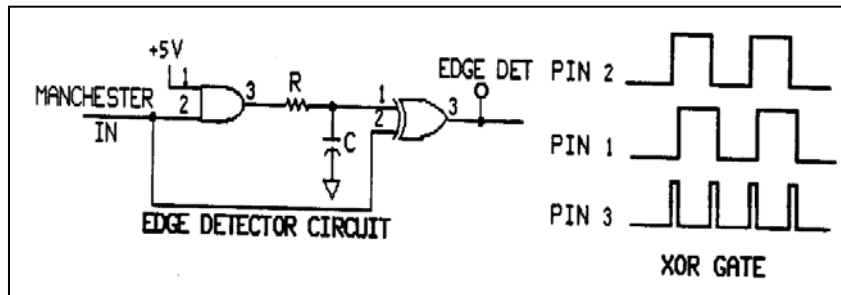 +5V
1
2
3
MANCHESTER
IN
R
C
1
2
3
EDGE DET
EDGE DETECTOR CIRCUIT
PIN 2
PIN 1
PIN 3
XOR GATE